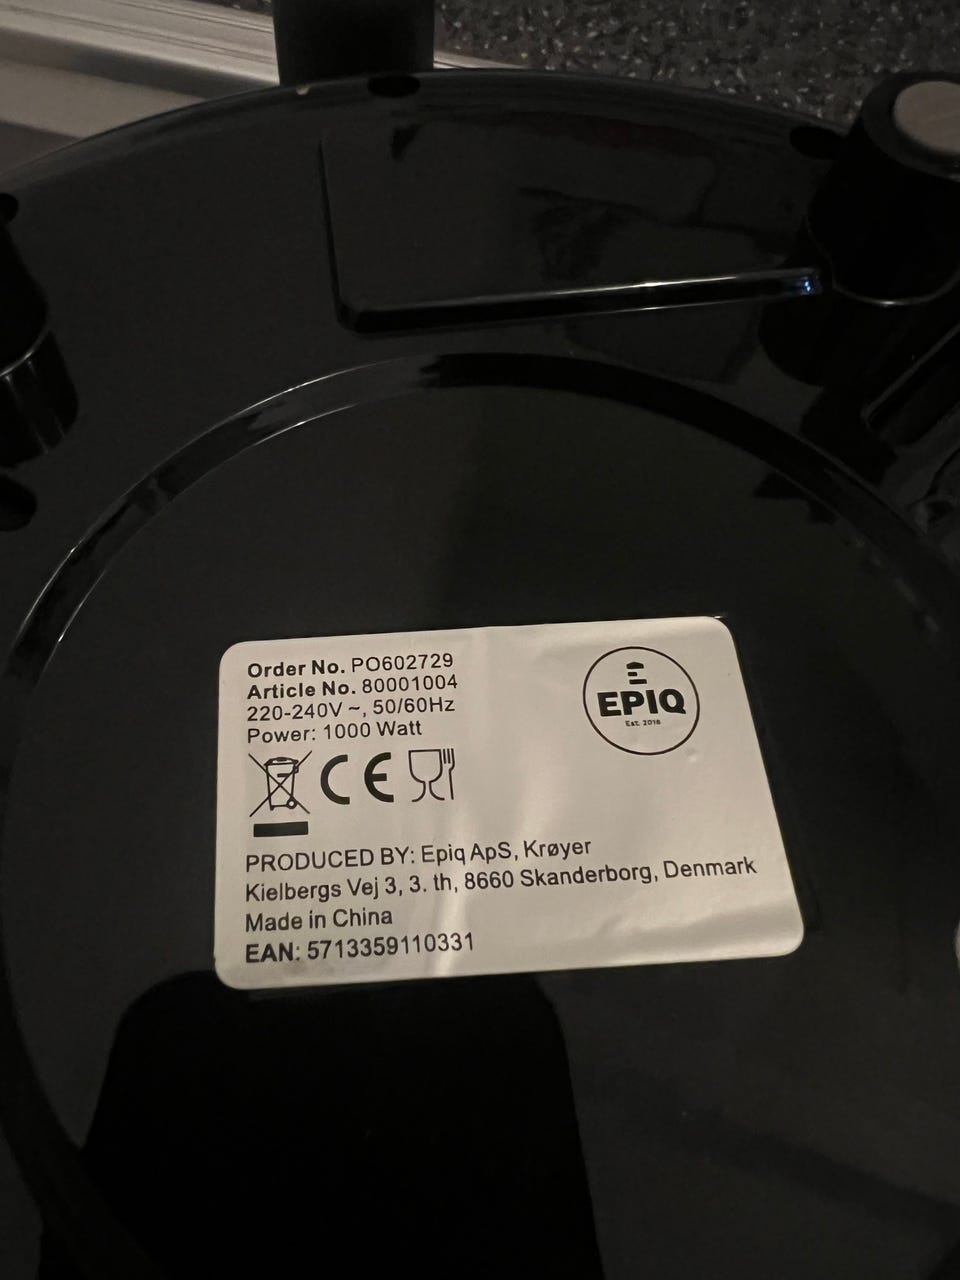 Order No. PO602729
Article No. 80001004
220-240V ~, 50/60Hz
Power: 1000 Watt
EPIQ
Est. 2016
CE
PRODUCED BY: Epiq ApS, Krøyer
Kielbergs Vej 3, 3. th, 8660 Skanderborg, Denmark
Made in China
EAN: 5713359110331